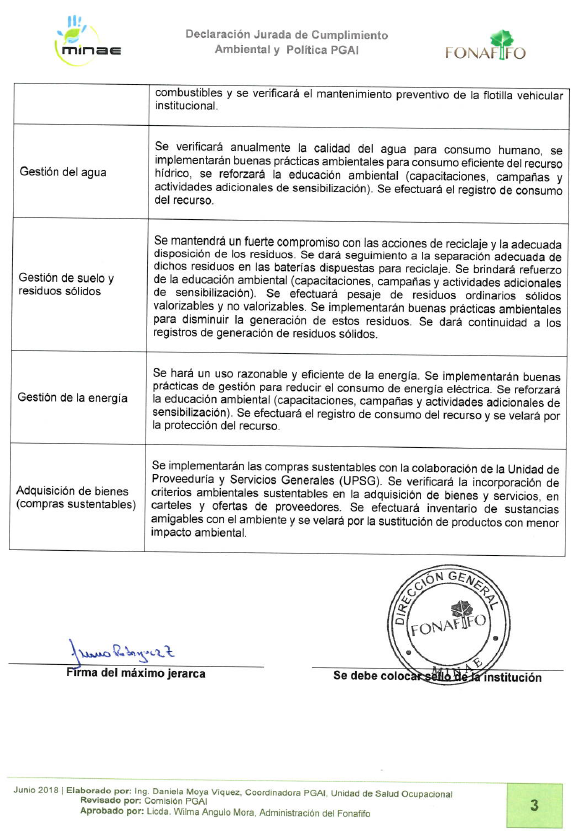 minae
Declaración Jurada de Cumplimiento
Ambiental y Política PGAI
FONAFIFO
combustibles y se verificará el mantenimiento preventivo de la flotilla vehicular
institucional.
Gestión del agua
Se verificará anualmente la calidad del agua para consumo humano, se
implementarán buenas prácticas ambientales para consumo eficiente del recurso
hídrico, se reforzará la educación ambiental (capacitaciones, campañas y
actividades adicionales de sensibilización). Se efectuará el registro de consumo
del recurso.
Gestión de suelo y
residuos sólidos
Se mantendrá un fuerte compromiso con las acciones de reciclaje y la adecuada
disposición de los residuos. Se dará seguimiento a la separación adecuada de
dichos residuos en las baterías dispuestas para reciclaje. Se brindará refuerzo
de la educación ambiental (capacitaciones, campañas y actividades adicionales
de sensibilización). Se efectuará pesaje de residuos ordinarios sólidos
valorizables y no valorizables. Se implementarán buenas prácticas ambientales
para disminuir la generación de estos residuos. Se dará continuidad a los
registros de generación de residuos sólidos.
Gestión de la energía
Se hará un uso razonable y eficiente de la energía. Se implementarán buenas
prácticas de gestión para reducir el consumo de energía eléctrica. Se reforzará
la educación ambiental (capacitaciones, campañas y actividades adicionales de
sensibilización). Se efectuará el registro de consumo del recurso y se velará por
la protección del recurso.
Adquisición de bienes
(compras sustentables)
Se implementarán las compras sustentables con la colaboración de la Unidad de
Proveeduría y Servicios Generales (UPSG). Se verificará la incorporación de
criterios ambientales sustentables en la adquisición de bienes y servicios, en
carteles y ofertas de proveedores. Se efectuará inventario de sustancias
amigables con el ambiente y se velará por la sustitución de productos con menor
impacto ambiental.
DIRECCIÓN GENERAL
FONAFIFO
MINAE
Firma del máximo jerarca
Se debe colocar sello de la institución
Junio 2018 | Elaborado por: Ing. Daniela Moya Víquez, Coordinadora PGAI, Unidad de Salud Ocupacional
Revisado por: Comisión PGAI
Aprobado por: Licda. Wilma Angulo Mora, Administración del Fonafifo
3